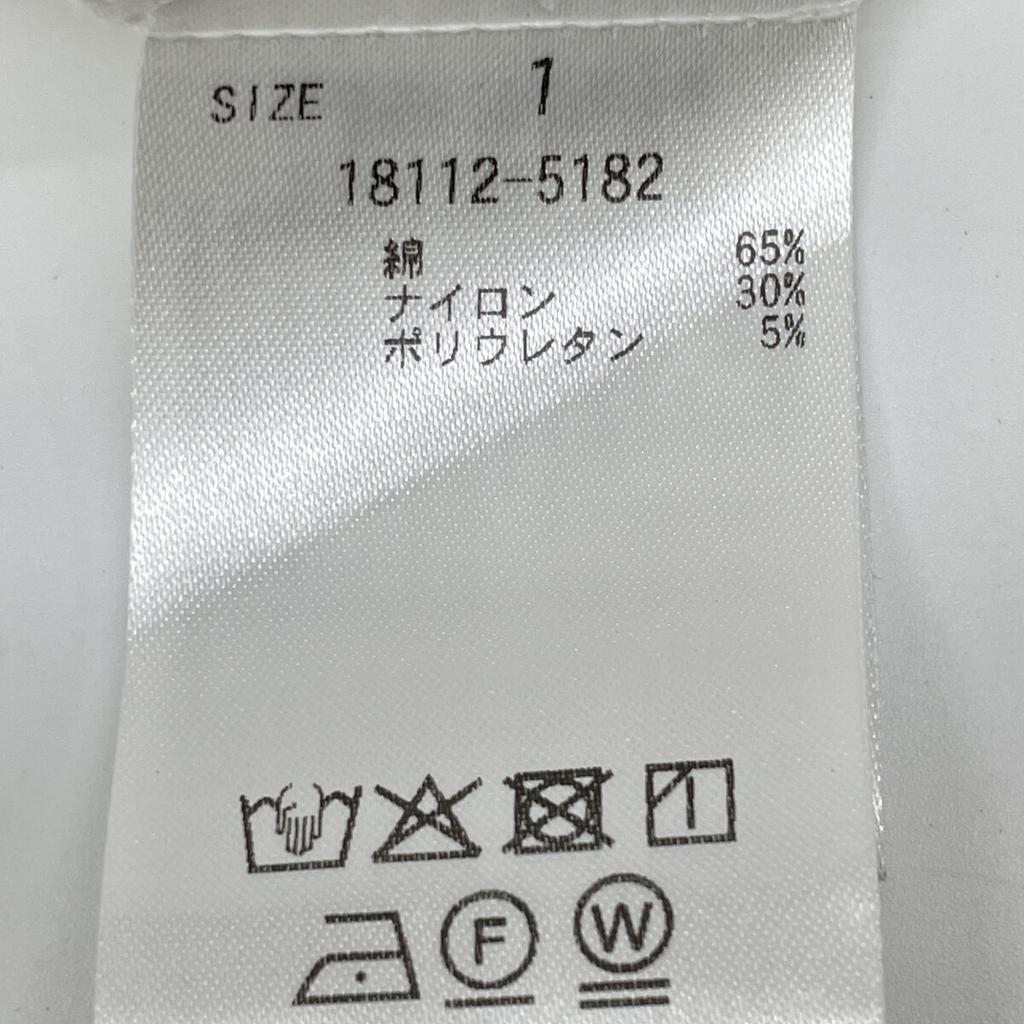 SIZE 1
18112-5182
綿 65%
ナイロン 30%
ポリウレタン 5%
F W